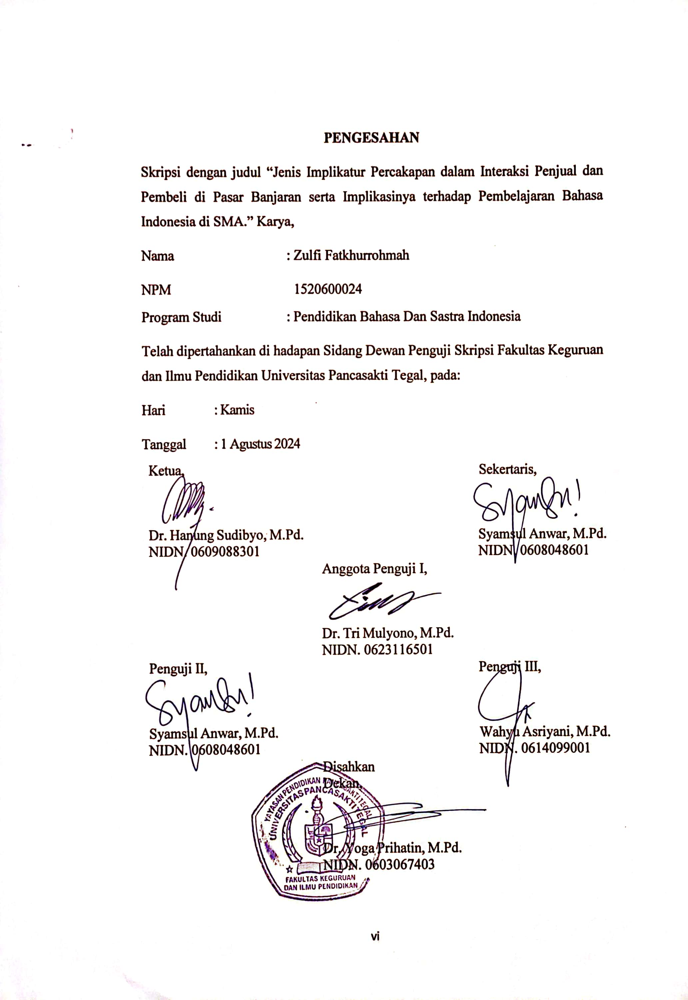 PENGESAHAN
Skripsi dengan judul “Jenis Implikatur Percakapan dalam Interaksi Penjual dan
Pembeli di Pasar Banjaran serta Implikasinya terhadap Pembelajaran Bahasa
Indonesia di SMA.” Karya,
Nama : Zulfi Fatkhurrohmah
NPM 1520600024
Program Studi : Pendidikan Bahasa Dan Sastra Indonesia
Telah dipertahankan di hadapan Sidang Dewan Penguji Skripsi Fakultas Keguruan
dan Ilmu Pendidikan Universitas Pancasakti Tegal, pada:
Hari : Kamis
Tanggal : 1 Agustus 2024
Ketua,
Dr. Hanung Sudibyo, M.Pd.
NIDN. 0609088301
Sekertaris,
Syamsul Anwar, M.Pd.
NIDN. 0608048601
Anggota Penguji I,
Dr. Tri Mulyono, M.Pd.
NIDN. 0623116501
Penguji II,
Syamsul Anwar, M.Pd.
NIDN. 0608048601
Penguji III,
Wahyu Asriyani, M.Pd.
NIDN. 0614099001
Disahkan
Dekan,
YAYASAN PENDIDIKAN PANCASAKTI TEGAL
UNIVERSITAS PANCASAKTI TEGAL
Dr. Yoga Prihatin, M.Pd.
NIDN. 0603067403
FAKULTAS KEGURUAN
DAN ILMU PENDIDIKAN
vi